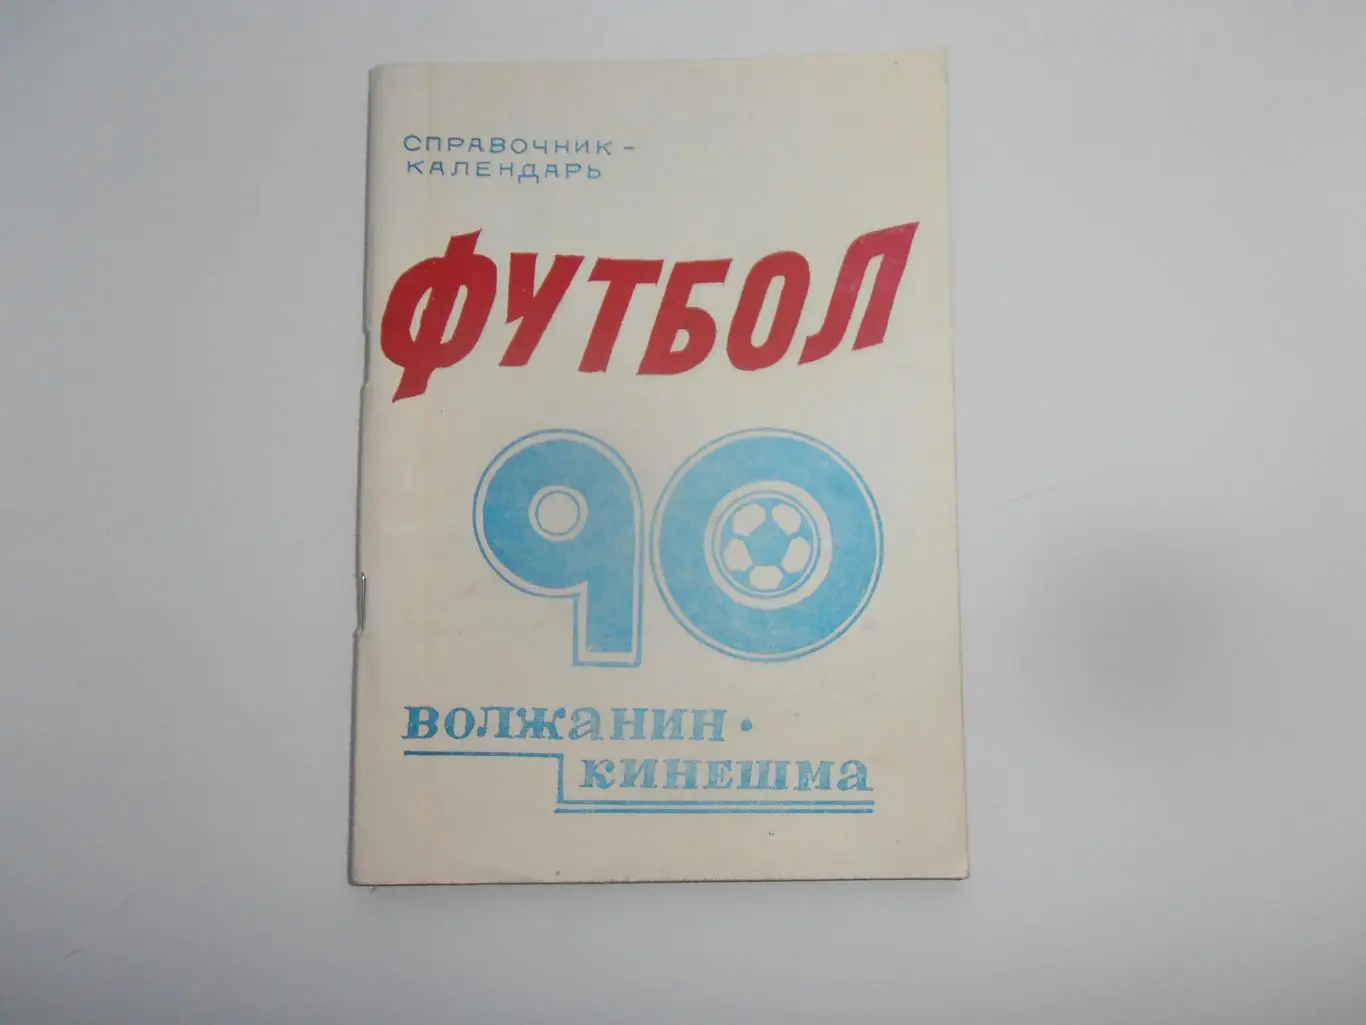 СПРАВОЧНИК-
КАЛЕНДАРЬ
ФУТБОЛ
90
ВОЛЖАНИН •
КИНЕШМА